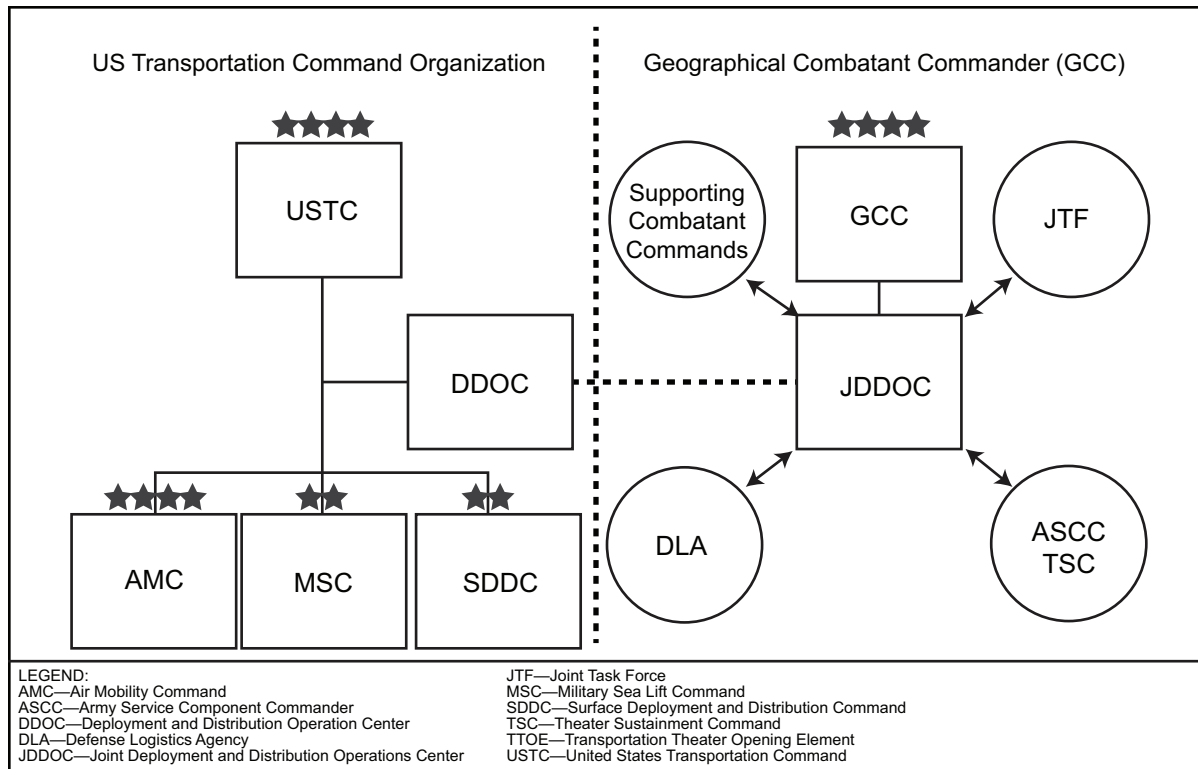 US Transportation Command Organization
Geographical Combatant Commander (GCC)
USTC
Supporting
Combatant
Commands
GCC
JTF
DDOC
JDDOC
AMC
MSC
SDDC
DLA
ASCC
TSC
LEGEND:
AMC—Air Mobility Command
ASCC—Army Service Component Commander
DDOC—Deployment and Distribution Operation Center
DLA—Defense Logistics Agency
JDDOC—Joint Deployment and Distribution Operations Center
JTF—Joint Task Force
MSC—Military Sea Lift Command
SDDC—Surface Deployment and Distribution Command
TSC—Theater Sustainment Command
TTOE—Transportation Theater Opening Element
USTC—United States Transportation Command